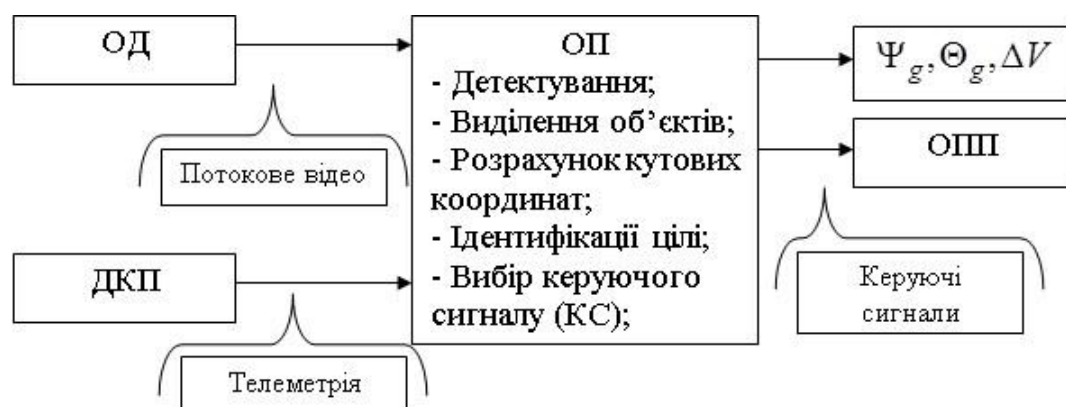 ОД
ОП
- Детектування;
- Виділення об’єктів;
- Розрахунок кутових
координат;
- Ідентифікації цілі;
- Вибір керуючого
сигналу (КС);
Ψg, Θg, ΔV
ОПП
Потокове відео
ДКП
Телеметрія
Керуючі
сигнали